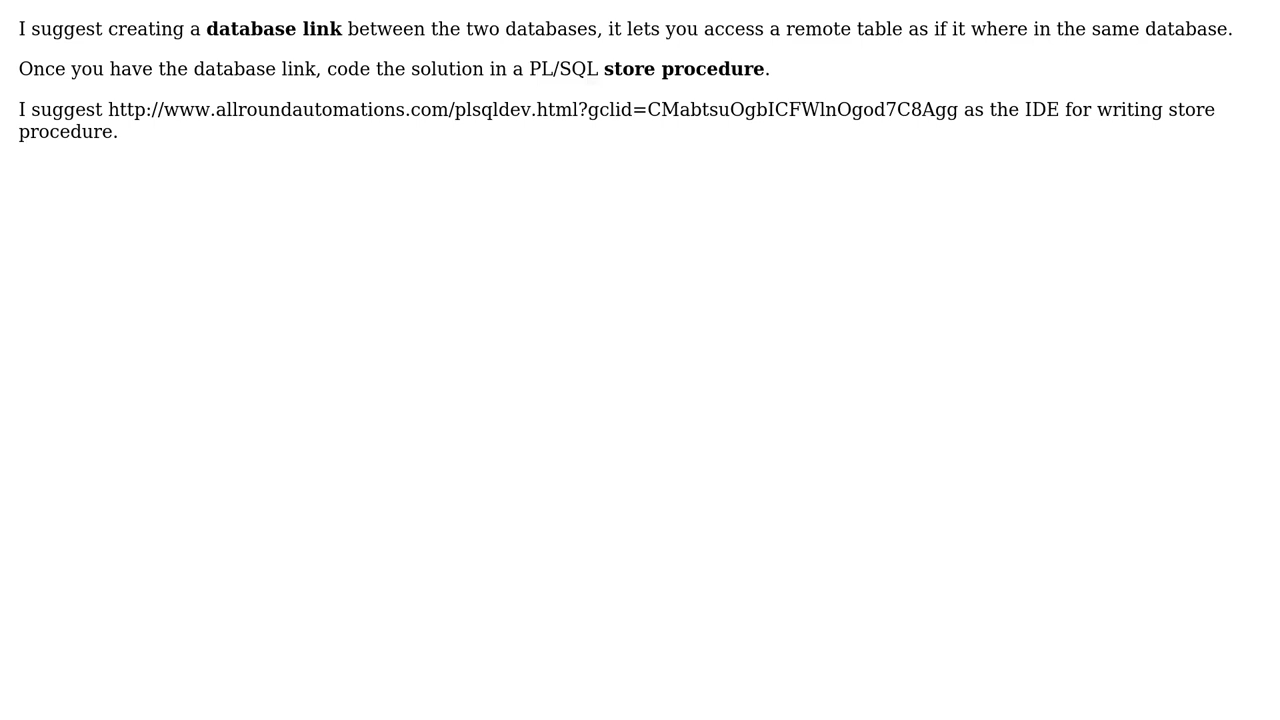 I suggest creating a database link between the two databases, it lets you access a remote table as if it where in the same database.
Once you have the database link, code the solution in a PL/SQL store procedure.
I suggest http://www.allroundautomations.com/plsqldev.html?gclid=CMabtsuOgbICFWlnOgod7C8Agg as the IDE for writing store
procedure.